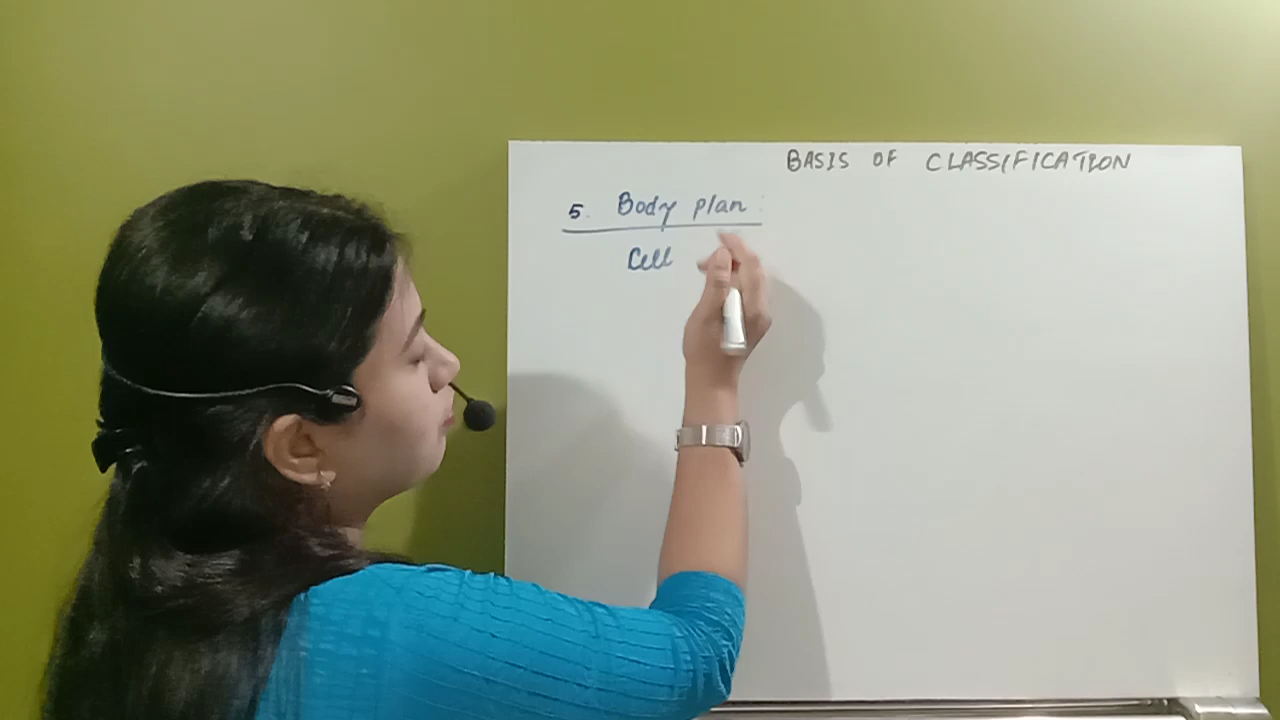 BASIS OF CLASSIFICATION
5. Body plan :
Cell